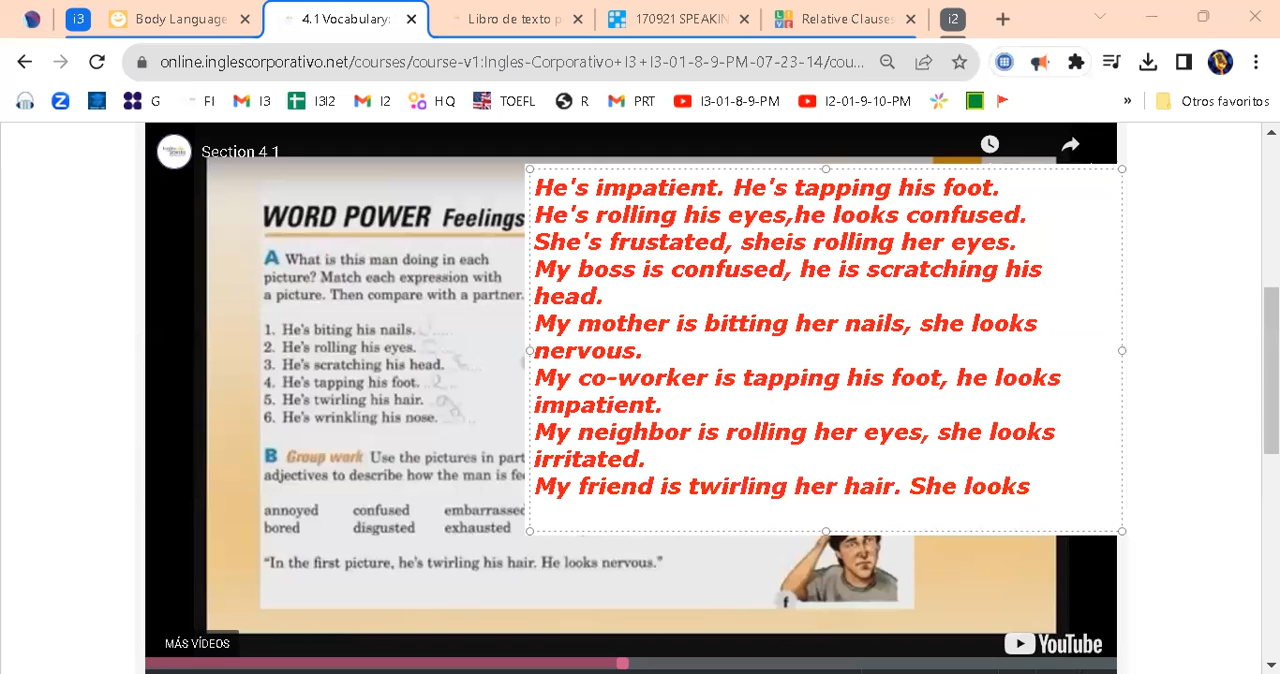 i3
Body Language
4.1 Vocabulary:
Libro de texto p
170921 SPEAKIN
Relative Clauses
i2
online.inglescorporativo.net/courses/course-v1:Ingles-Corporativo+I3+I3-01-8-9-PM-07-23-14/cou...
G
FI
I3
I3I2
I2
HQ
TOEFL
R
PRT
I3-01-8-9-PM
I2-01-9-10-PM
»
Otros favoritos
Section 4 1
WORD POWER Feelings
A What is this man doing in each
picture? Match each expression with
a picture. Then compare with a partner.
1. He's biting his nails.
2. He's rolling his eyes.
3. He's scratching his head.
4. He's tapping his foot.
5. He's twirling his hair.
6. He's wrinkling his nose.
B Group work Use the pictures in part
adjectives to describe how the man is fee
annoyed confused embarrassed
bored disgusted exhausted
"In the first picture, he's twirling his hair. He looks nervous."
He's impatient. He's tapping his foot.
He's rolling his eyes,he looks confused.
She's frustated, sheis rolling her eyes.
My boss is confused, he is scratching his
head.
My mother is bitting her nails, she looks
nervous.
My co-worker is tapping his foot, he looks
impatient.
My neighbor is rolling her eyes, she looks
irritated.
My friend is twirling her hair. She looks
f
MÁS VÍDEOS
YouTube